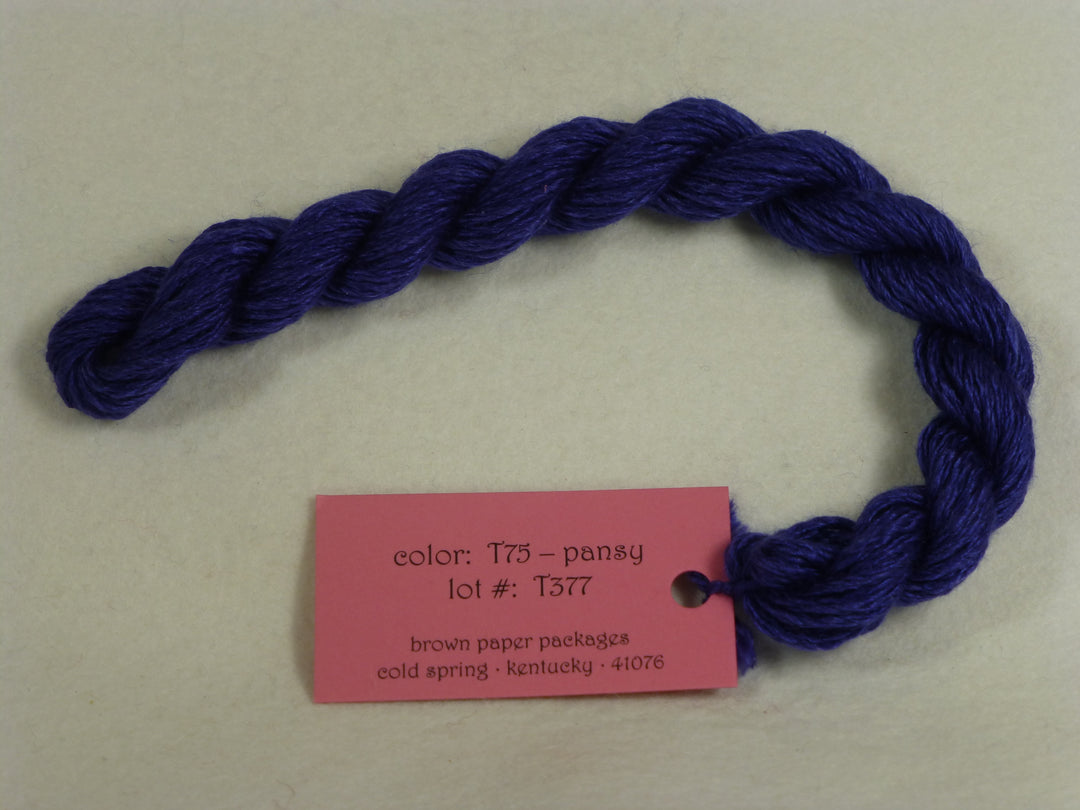 color: T75 – pansy
lot #: T377
brown paper packages
cold spring · kentucky · 41076